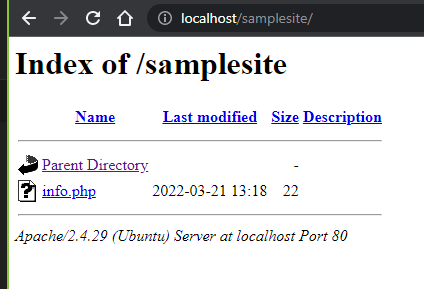 localhost/samplesite/
Index of /samplesite
Name Last modified Size Description
Parent Directory -
info.php 2022-03-21 13:18 22
Apache/2.4.29 (Ubuntu) Server at localhost Port 80